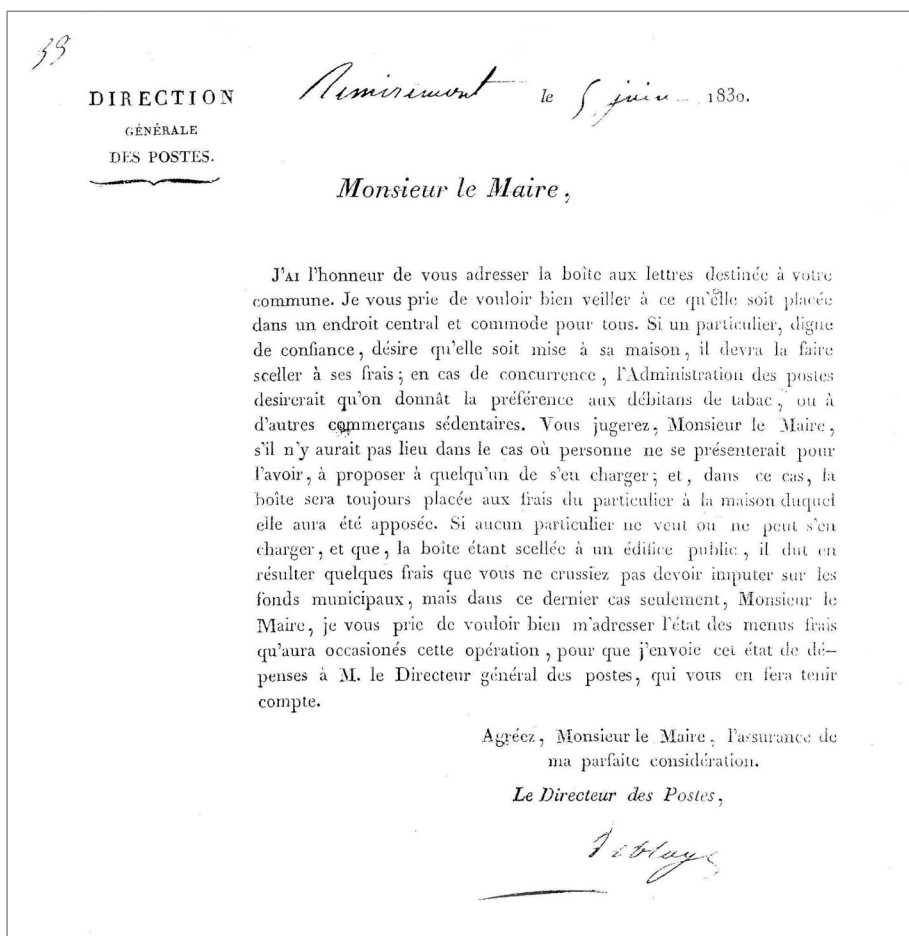 39
DIRECTION
GÉNÉRALE
DES POSTES.
Remiremont le 5 juin 1830.
Monsieur le Maire,
J'AI l'honneur de vous adresser la boîte aux lettres destinée à votre
commune. Je vous prie de vouloir bien veiller à ce qu'elle soit placée
dans un endroit central et commode pour tous. Si un particulier, digne
de confiance, désire qu'elle soit mise à sa maison, il devra la faire
sceller à ses frais; en cas de concurrence, l'Administration des postes
desirerait qu'on donnât la préférence aux débitans de tabac, ou à
d'autres commerçans sédentaires. Vous jugerez, Monsieur le Maire,
s'il n'y aurait pas lieu dans le cas où personne ne se présenterait pour
l'avoir, à proposer à quelqu'un de s'en charger; et, dans ce cas, la
boîte sera toujours placée aux frais du particulier à la maison duquel
elle aura été apposée. Si aucun particulier ne veut ou ne peut s'en
charger, et que, la boîte étant scellée à un édifice public, il dut en
résulter quelques frais que vous ne crussiez pas devoir imputer sur les
fonds municipaux, mais dans ce dernier cas seulement, Monsieur le
Maire, je vous prie de vouloir bien m'adresser l'état des menus frais
qu'aura occasionés cette opération, pour que j'envoie cet état de dé-
penses à M. le Directeur général des postes, qui vous en fera tenir
compte.
Agréez, Monsieur le Maire, l'assurance de
ma parfaite considération.
Le Directeur des Postes,